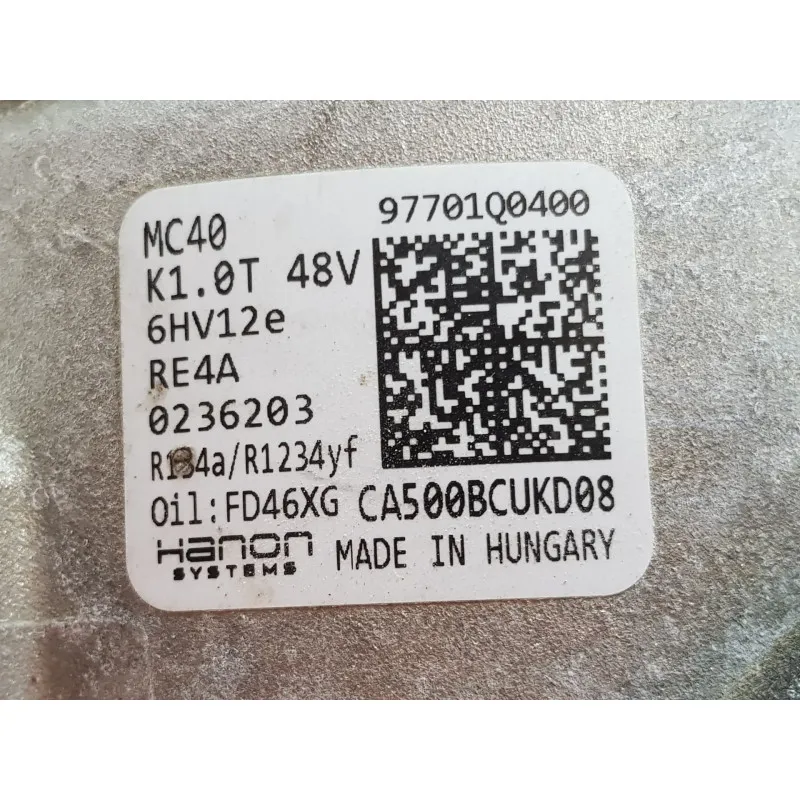 97701Q0400
MC40
K1.0T 48V
6HV12e
RE4A
0236203
R134a/R1234yf
Oil:FD46XG CA500BCUKD08
Hanon SYSTEMS MADE IN HUNGARY